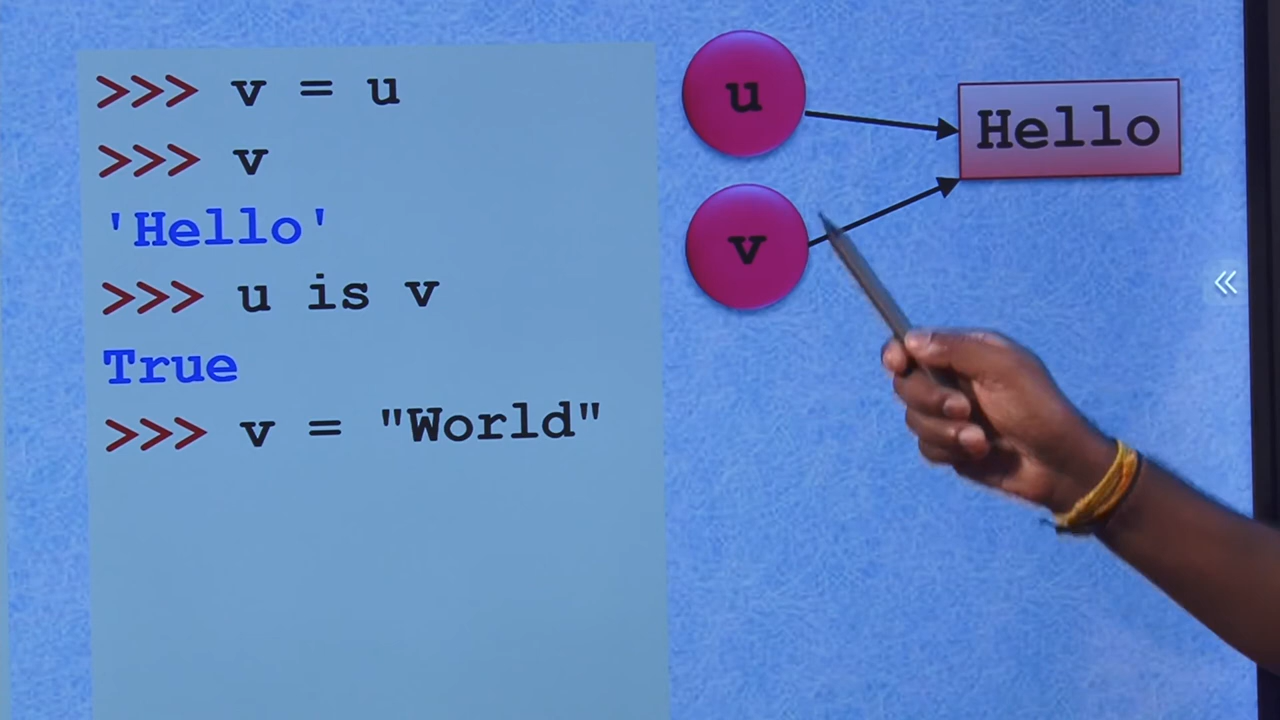 >>> v = u
>>> v
'Hello'
>>> u is v
True
>>> v = "World"
u
v
Hello
«